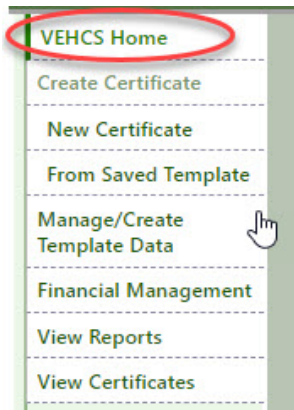 VEHCS Home
Create Certificate
New Certificate
From Saved Template
Manage/Create
Template Data
Financial Management
View Reports
View Certificates